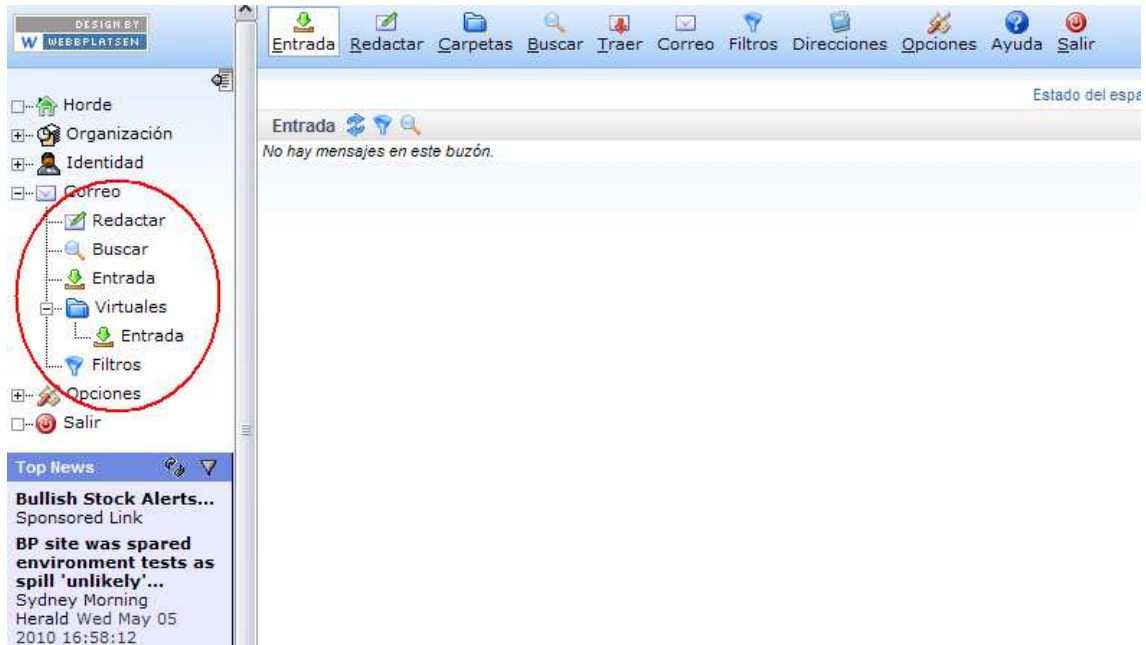 DESIGN BY
W WEBBPLATSEN
Entrada Redactar Carpetas Buscar Traer Correo Filtros Direcciones Opciones Ayuda Salir
Estado del espa
Horde
Organización
Identidad
Correo
Redactar
Buscar
Entrada
Virtuales
Entrada
Filtros
Opciones
Salir
Entrada
No hay mensajes en este buzón.
Top News
Bullish Stock Alerts...
Sponsored Link
BP site was spared
environment tests as
spill 'unlikely'...
Sydney Morning
Herald Wed May 05
2010 16:58:12